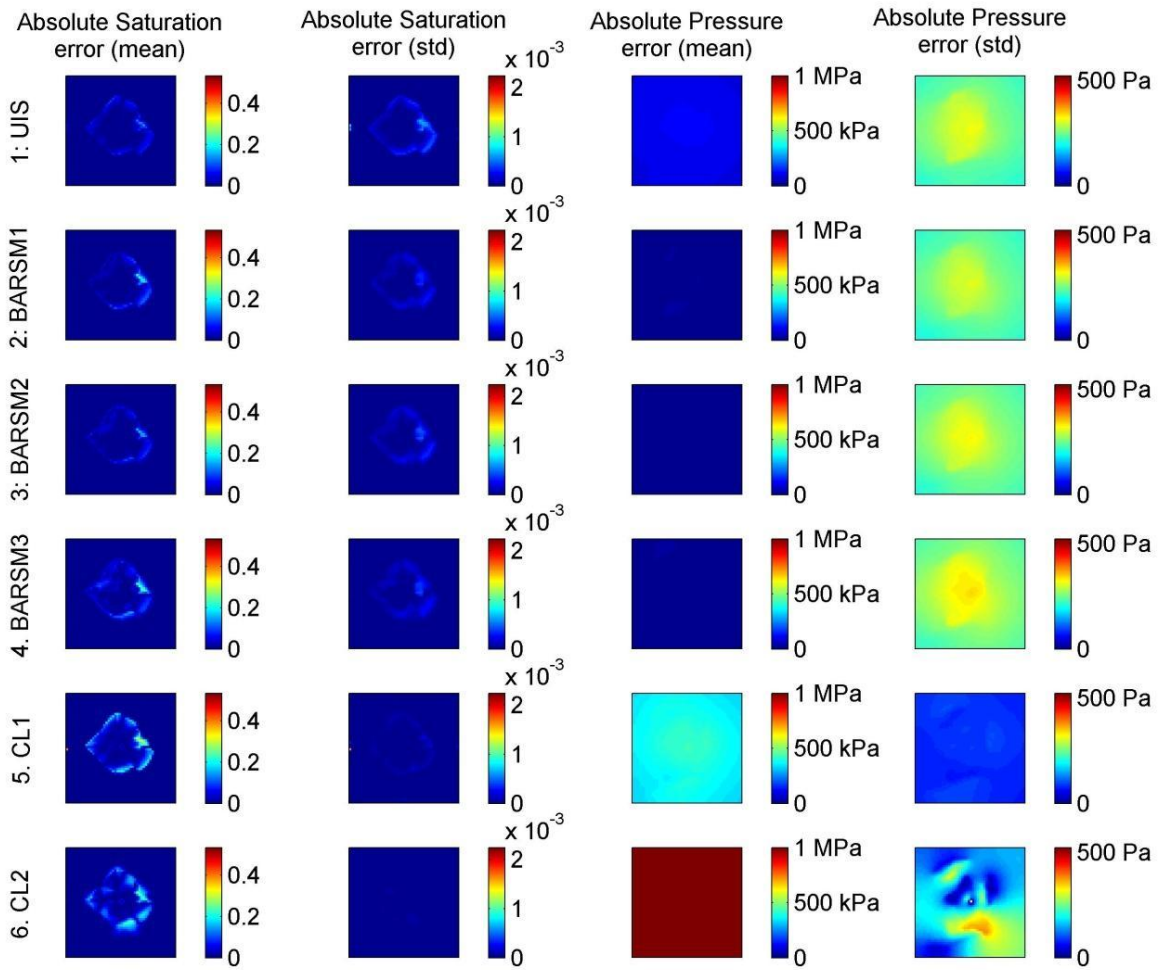 Absolute Saturation
error (mean)
Absolute Saturation
error (std)
Absolute Pressure
error (mean)
Absolute Pressure
error (std)
1: UIS
0.4
0.2
0
x 10-3
2
1
0
1 MPa
500 kPa
0
500 Pa
0
2: BARSM1
0.4
0.2
0
x 10-3
2
1
0
1 MPa
500 kPa
0
500 Pa
0
3: BARSM2
0.4
0.2
0
x 10-3
2
1
0
1 MPa
500 kPa
0
500 Pa
0
4. BARSM3
0.4
0.2
0
x 10-3
2
1
0
1 MPa
500 kPa
0
500 Pa
0
5. CL1
0.4
0.2
0
x 10-3
2
1
0
1 MPa
500 kPa
0
500 Pa
0
6. CL2
0.4
0.2
0
x 10-3
2
1
0
1 MPa
500 kPa
0
500 Pa
0